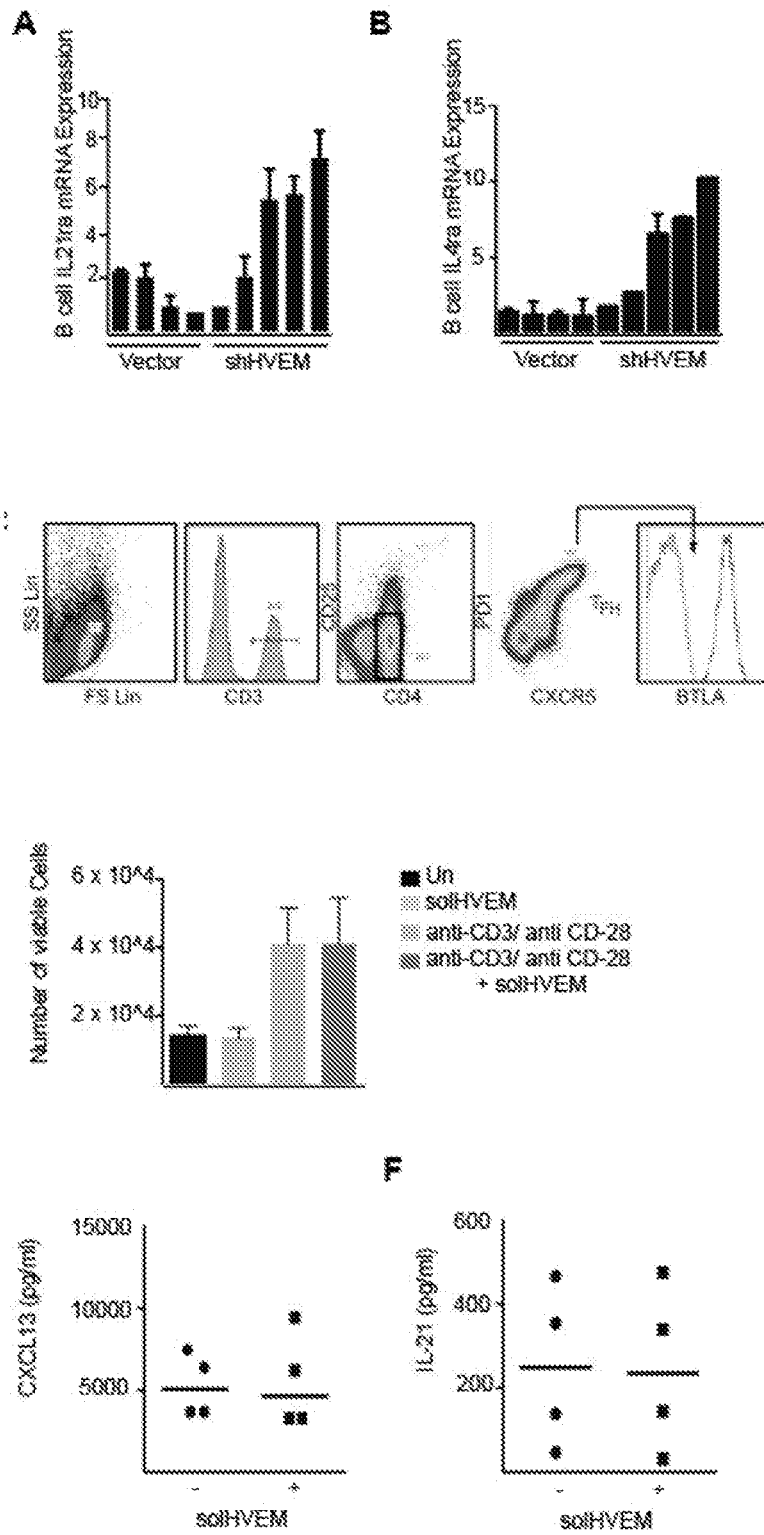 A
B
B cell IL21ra mRNA Expression
10
8
6
4
2
Vector
shHVEM
B cell IL4ra mRNA Expression
15
10
5
Vector
shHVEM
SS Lin
FS Lin
CD3
CD4
PD1
TFH
CXCR5
BTLA
Number of viable Cells
6 x 10^4
4 x 10^4
2 x 10^4
Un
solHVEM
anti-CD3/ anti CD-28
anti-CD3/ anti CD-28
+ solHVEM
CXCL13 (pg/ml)
15000
10000
5000
- +
solHVEM
F
IL-21 (pg/ml)
600
400
200
- +
solHVEM